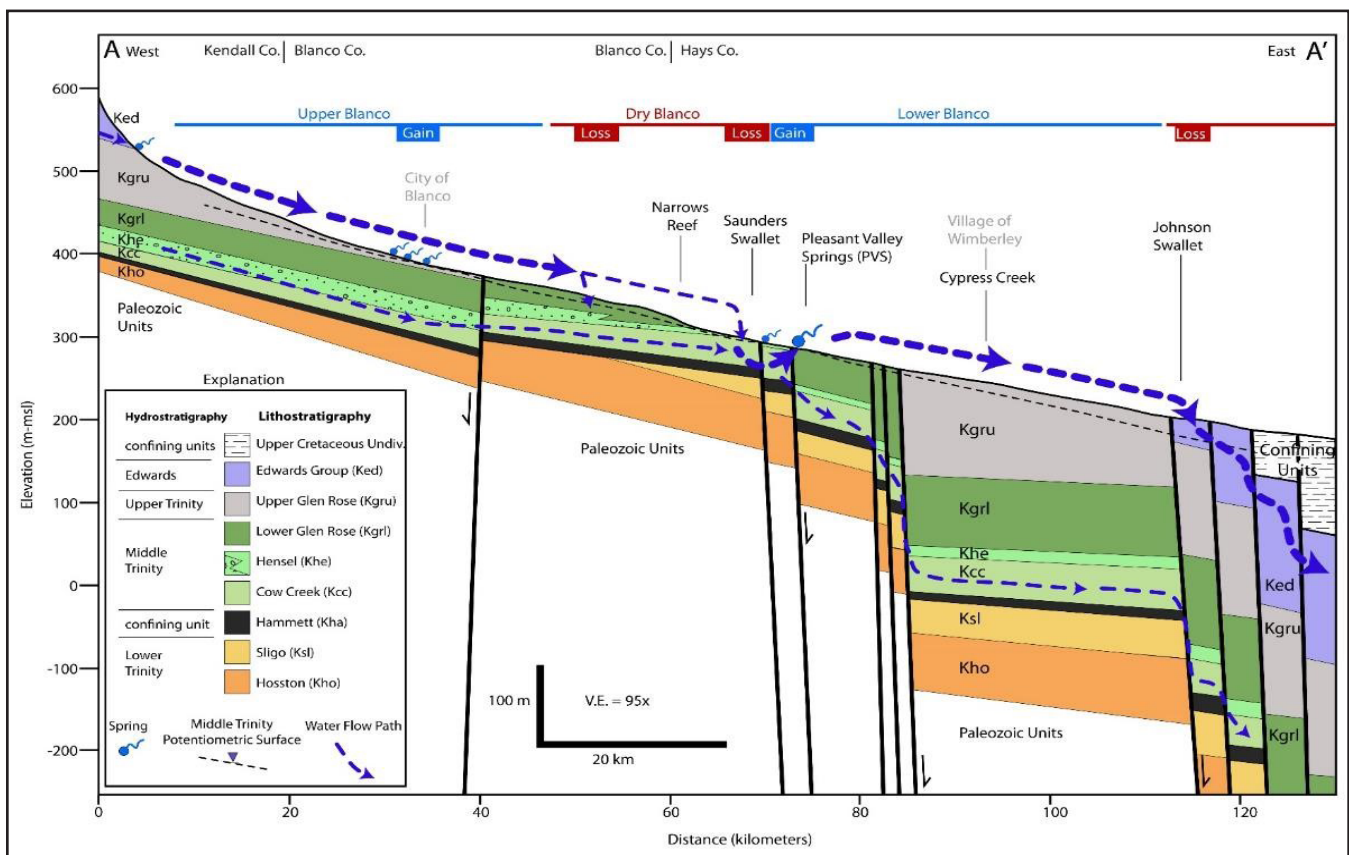 A West
Kendall Co. | Blanco Co.
Blanco Co. | Hays Co.
East A'
600
500
400
300
200
100
0
-100
-200
Elevation (m-msl)
Upper Blanco
Gain
Dry Blanco
Loss
Loss
Gain
Lower Blanco
Loss
Ked
Kgru
Kgrl
Khe
Kcc
Kho
Paleozoic
Units
City of
Blanco
Narrows
Reef
Saunders
Swallet
Pleasant Valley
Springs (PVS)
Village of
Wimberley
Cypress Creek
Johnson
Swallet
Paleozoic Units
Kgru
Kgrl
Khe
Kcc
Ksl
Kho
Paleozoic Units
Confining
Units
Ked
Kgru
Kgrl
Explanation
Hydrostratigraphy Lithostratigraphy
confining units Upper Cretaceous Undiv.
Edwards Edwards Group (Ked)
Upper Trinity Upper Glen Rose (Kgru)
Lower Glen Rose (Kgrl)
Middle
Trinity
Hensel (Khe)
Cow Creek (Kcc)
confining unit Hammett (Kha)
Lower
Trinity
Sligo (Ksl)
Hosston (Kho)
Spring
Middle Trinity
Potentiometric Surface
Water Flow Path
100 m
V.E. = 95x
20 km
0 20 40 60 80 100 120
Distance (kilometers)